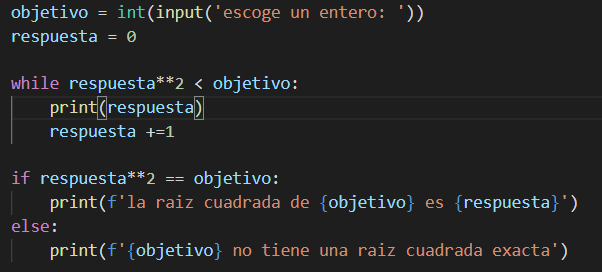 objetivo = int(input('escoge un entero: '))
respuesta = 0
while respuesta**2 < objetivo:
    print(respuesta)
    respuesta +=1
if respuesta**2 == objetivo:
    print(f'la raiz cuadrada de {objetivo} es {respuesta}')
else:
    print(f'{objetivo} no tiene una raiz cuadrada exacta')